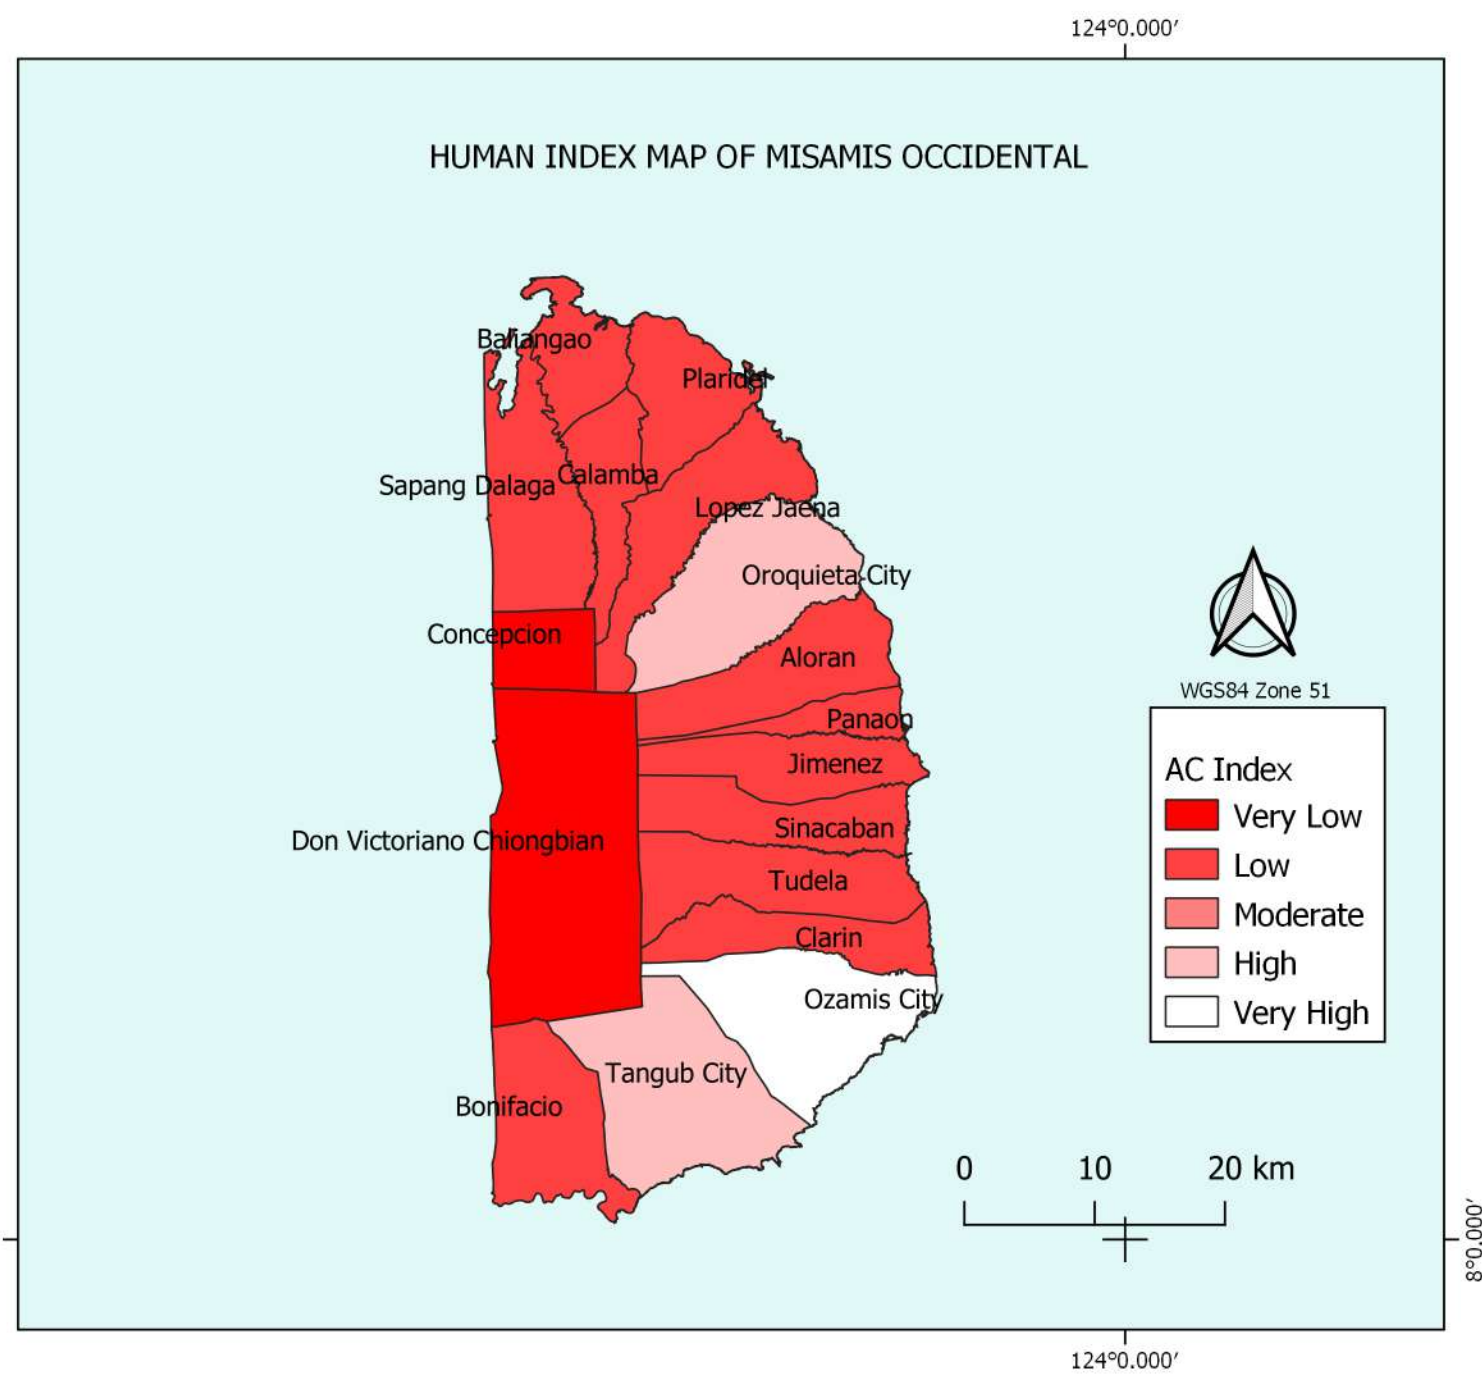 124°0.000′
HUMAN INDEX MAP OF MISAMIS OCCIDENTAL
Baliangao
Plaridel
Calamba
Sapang Dalaga
Lopez Jaena
Oroquieta City
Concepcion
Aloran
WGS84 Zone 51
Panaon
Jimenez
AC Index
Very Low
Low
Moderate
High
Very High
Sinacaban
Don Victoriano Chiongbian
Tudela
Clarin
Ozamis City
Tangub City
Bonifacio
0 10 20 km
8°0.000′
124°0.000′